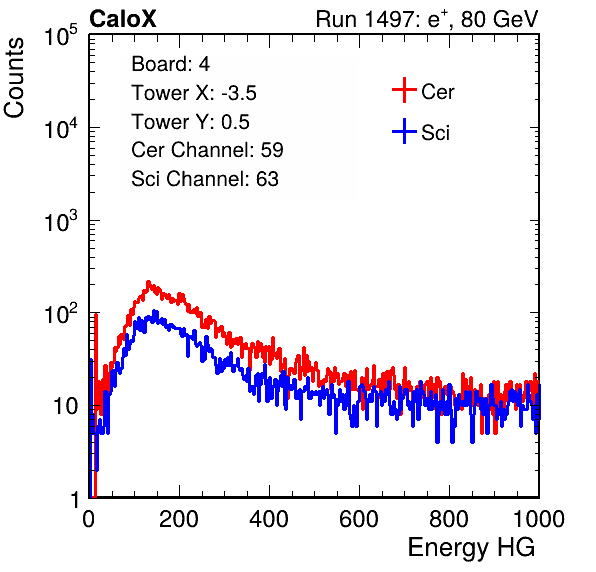 CaloX Run 1497: e⁺, 80 GeV
Counts
Board: 4
Tower X: -3.5
Tower Y: 0.5
Cer Channel: 59
Sci Channel: 63
Cer
Sci
10⁵
10⁴
10³
10²
10
1
0 200 400 600 800 1000
Energy HG